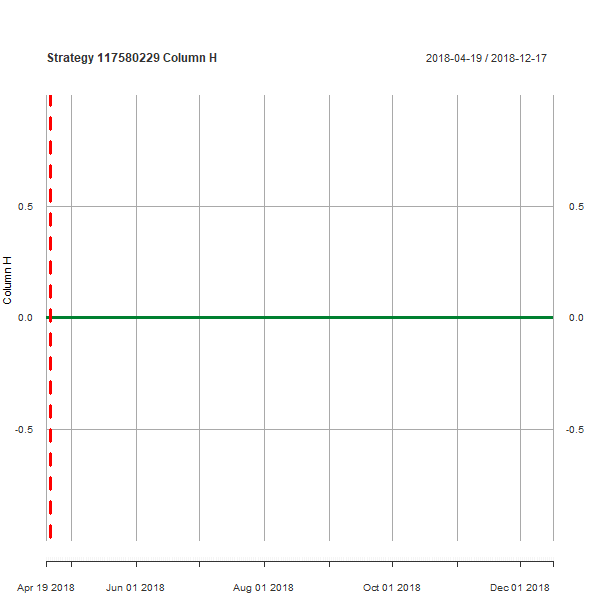 Strategy 117580229 Column H 2018-04-19 / 2018-12-17
0.5 0.5
Column H
0.0 0.0
-0.5 -0.5
Apr 19 2018 Jun 01 2018 Aug 01 2018 Oct 01 2018 Dec 01 2018